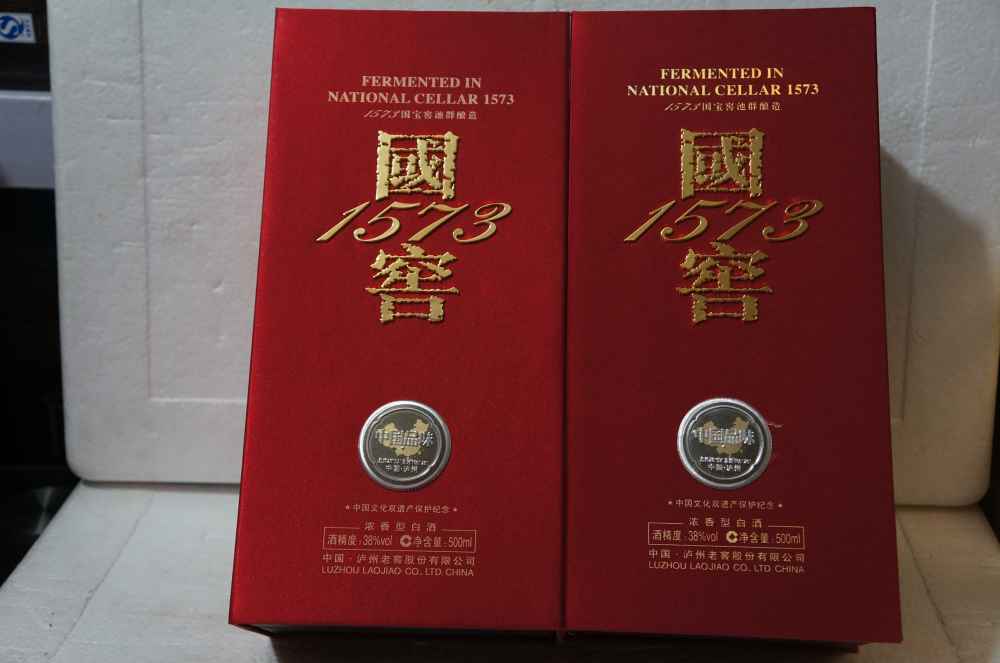 FERMENTED IN
NATIONAL CELLAR 1573
1573国宝窖池群酿造
國
1573
窖
中国品味
中国·泸州
★中国文化双遗产保护纪念★
浓香型白酒
酒精度:38%vol 净含量:500ml
中国·泸州老窖股份有限公司
LUZHOU LAOJIAO CO., LTD CHINA
FERMENTED IN
NATIONAL CELLAR 1573
1573国宝窖池群酿造
國
1573
窖
中国品味
中国·泸州
★中国文化双遗产保护纪念★
浓香型白酒
酒精度:38%vol 净含量:500ml
中国·泸州老窖股份有限公司
LUZHOU LAOJIAO CO., LTD CHINA